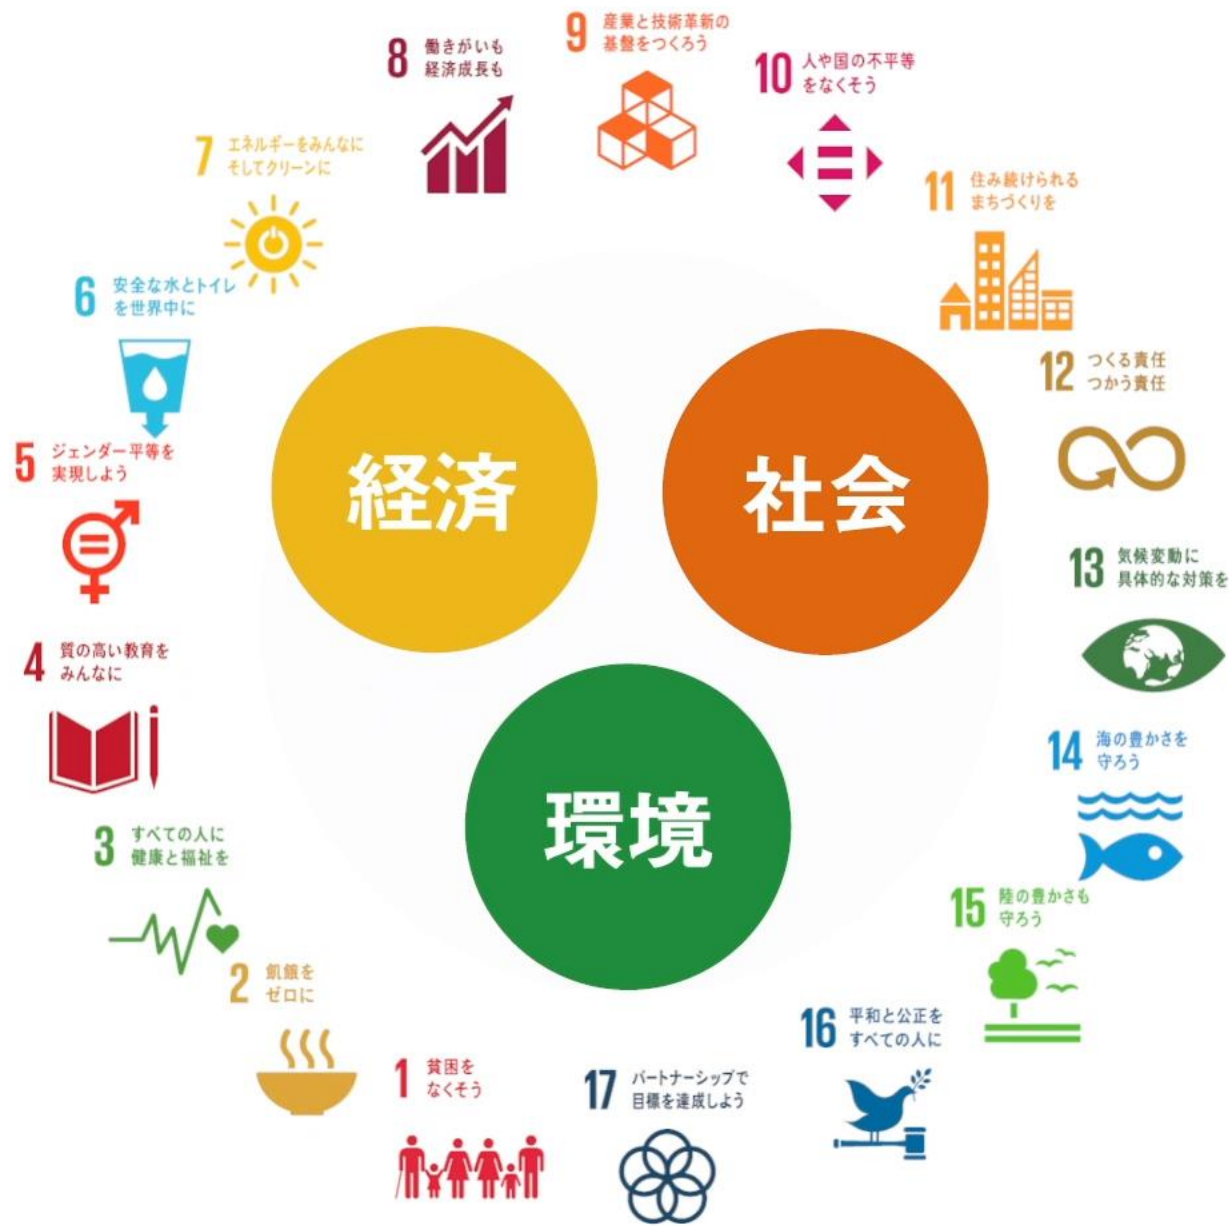 8 働きがいも
経済成長も
9 産業と技術革新の
基盤をつくろう
10 人や国の不平等
をなくそう
7 エネルギーをみんなに
そしてクリーンに
11 住み続けられる
まちづくりを
6 安全な水とトイレ
を世界中に
12 つくる責任
つかう責任
5 ジェンダー平等を
実現しよう
経済
社会
13 気候変動に
具体的な対策を
4 質の高い教育を
みんなに
14 海の豊かさを
守ろう
3 すべての人に
健康と福祉を
環境
15 陸の豊かさも
守ろう
2 飢餓を
ゼロに
16 平和と公正を
すべての人に
1 貧困を
なくそう
17 パートナーシップで
目標を達成しよう